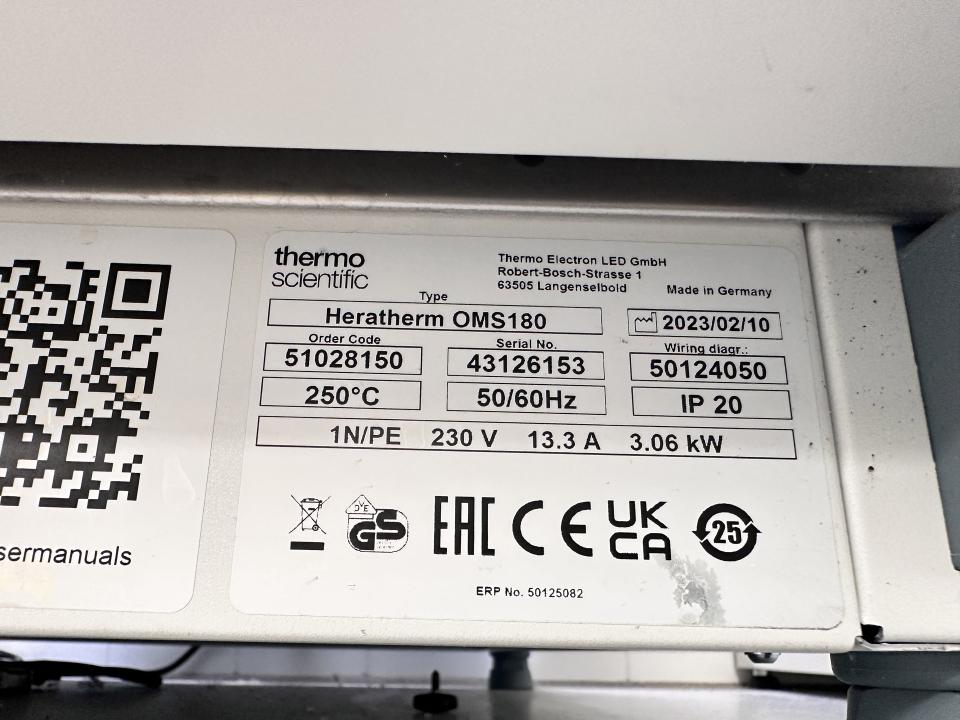 thermo
scientific
Thermo Electron LED GmbH
Robert-Bosch-Strasse 1
63505 Langenselbold
Made in Germany
Type
Heratherm OMS180
2023/02/10
Order Code
51028150
Serial No.
43126153
Wiring diagr.:
50124050
250°C
50/60Hz
IP 20
1N/PE 230 V 13.3 A 3.06 kW
VDE
GS
EAC
CE
UK
CA
25
sermanuals
ERP No. 50125082